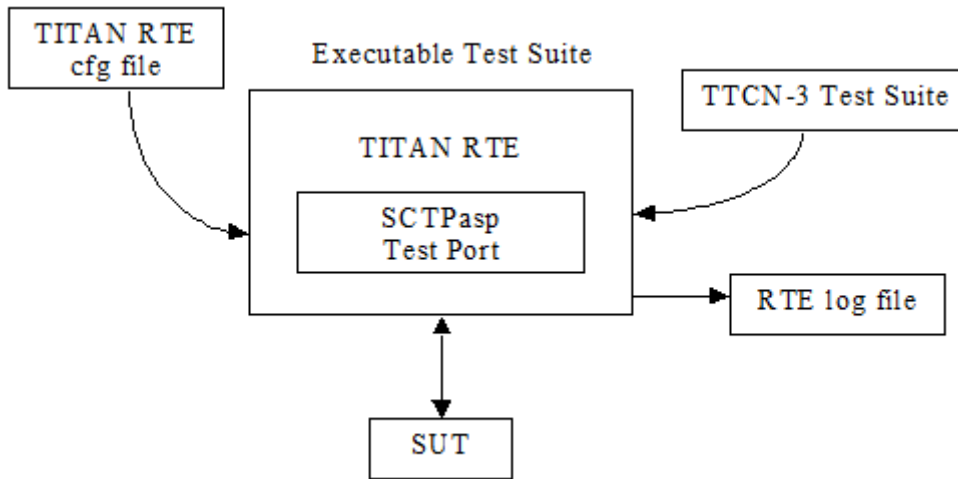 TITAN RTE
cfg file
Executable Test Suite
TTCN-3 Test Suite
TITAN RTE
SCTPasp
Test Port
RTE log file
SUT